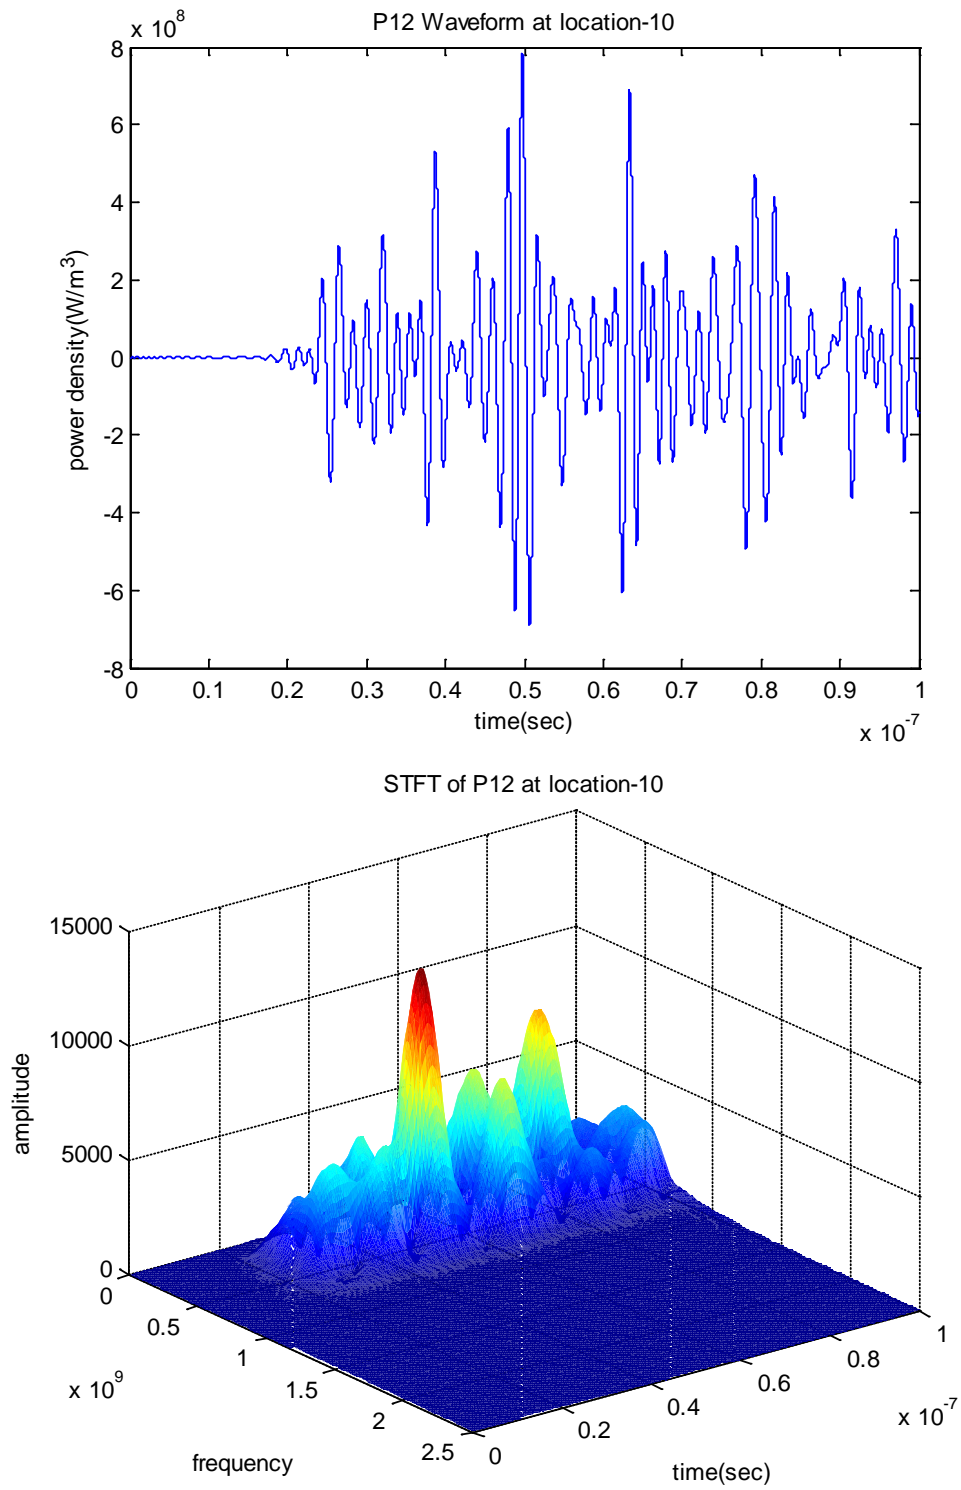 P12 Waveform at location-10
x 10^8
8
6
4
2
0
-2
-4
-6
-8
power density(W/m^3)
0 0.1 0.2 0.3 0.4 0.5 0.6 0.7 0.8 0.9 1
time(sec)
x 10^-7
STFT of P12 at location-10
15000
10000
5000
0
amplitude
0
0.5
1
1.5
2
2.5
x 10^9
frequency
0
0.2
0.4
0.6
0.8
1
x 10^-7
time(sec)